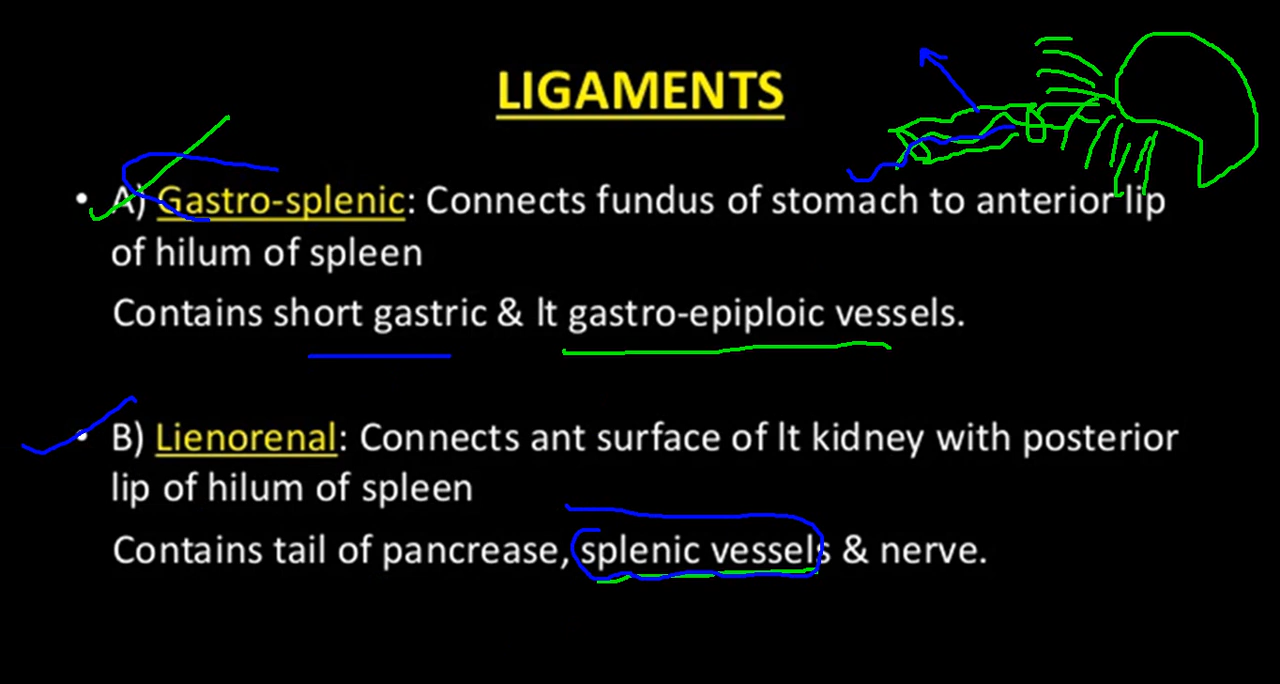 LIGAMENTS
• A) Gastro-splenic: Connects fundus of stomach to anterior lip
of hilum of spleen
Contains short gastric & lt gastro-epiploic vessels.
• B) Lienorenal: Connects ant surface of lt kidney with posterior
lip of hilum of spleen
Contains tail of pancrease, splenic vessels & nerve.